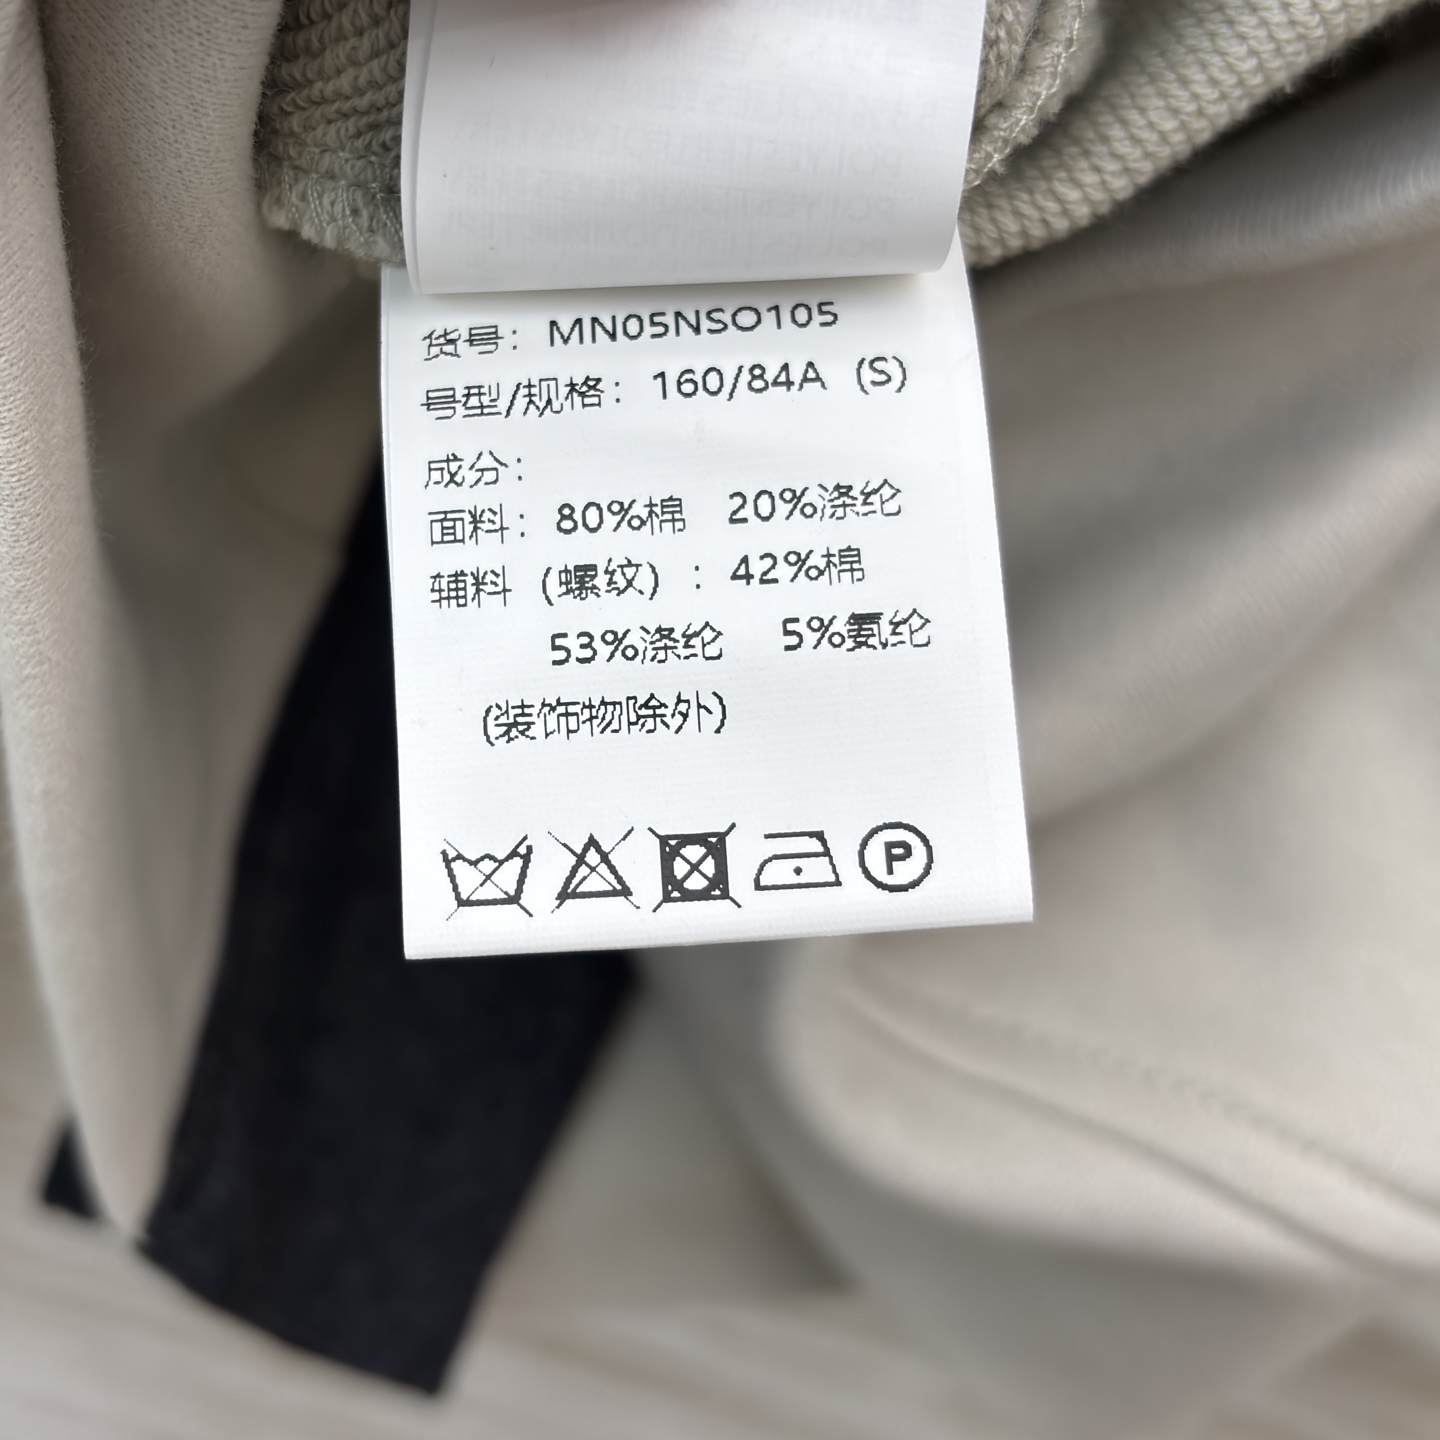 货号：MN05NSO105
号型/规格：160/84A (S)
成分：
面料：80%棉 20%涤纶
辅料（螺纹）：42%棉
53%涤纶 5%氨纶
(装饰物除外)
P